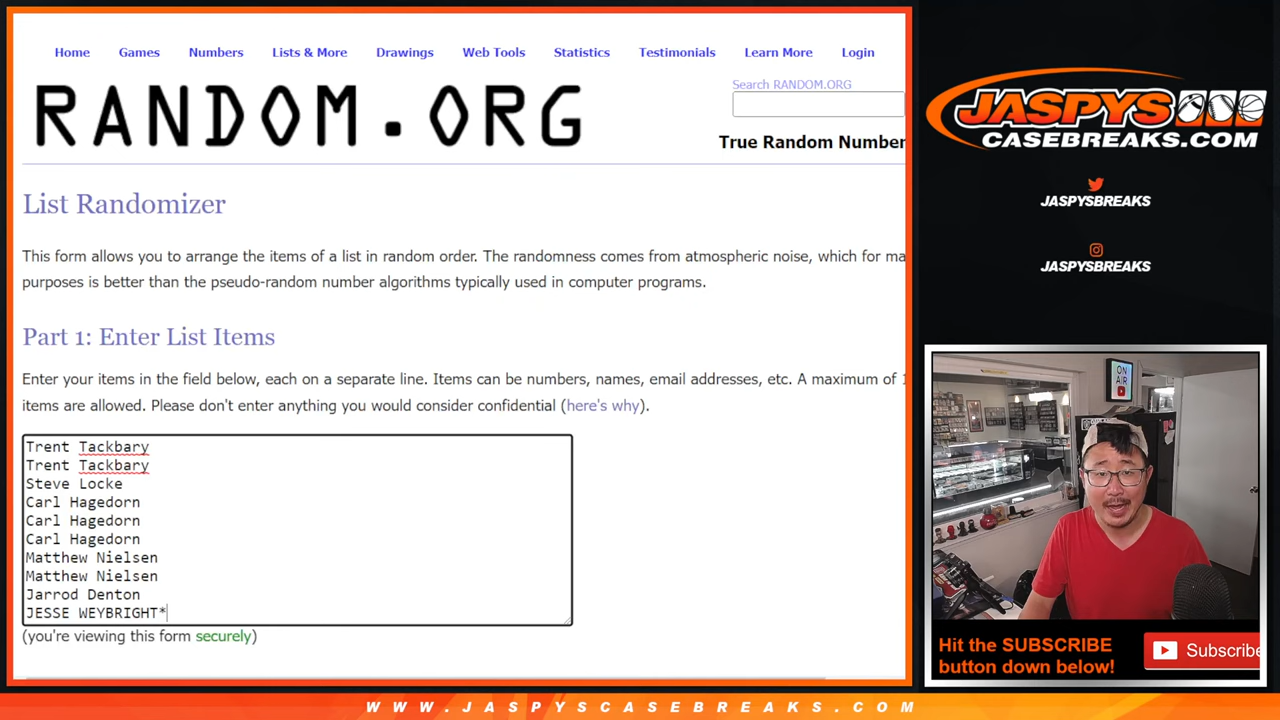 Home Games Numbers Lists & More Drawings Web Tools Statistics Testimonials Learn More Login
RANDOM.ORG
Search RANDOM.ORG
True Random Number
List Randomizer
This form allows you to arrange the items of a list in random order. The randomness comes from atmospheric noise, which for ma
purposes is better than the pseudo-random number algorithms typically used in computer programs.
Part 1: Enter List Items
Enter your items in the field below, each on a separate line. Items can be numbers, names, email addresses, etc. A maximum of 1
items are allowed. Please don't enter anything you would consider confidential (here's why).
Trent Tackbary
Trent Tackbary
Steve Locke
Carl Hagedorn
Carl Hagedorn
Carl Hagedorn
Matthew Nielsen
Matthew Nielsen
Jarrod Denton
JESSE WEYBRIGHT*
(you're viewing this form securely)
JASPYS
CASEBREAKS.COM
JASPYSBREAKS
JASPYSBREAKS
ON
AIR
Hit the SUBSCRIBE
button down below!
Subscribe
WWW.JASPYSCASEBREAKS.COM